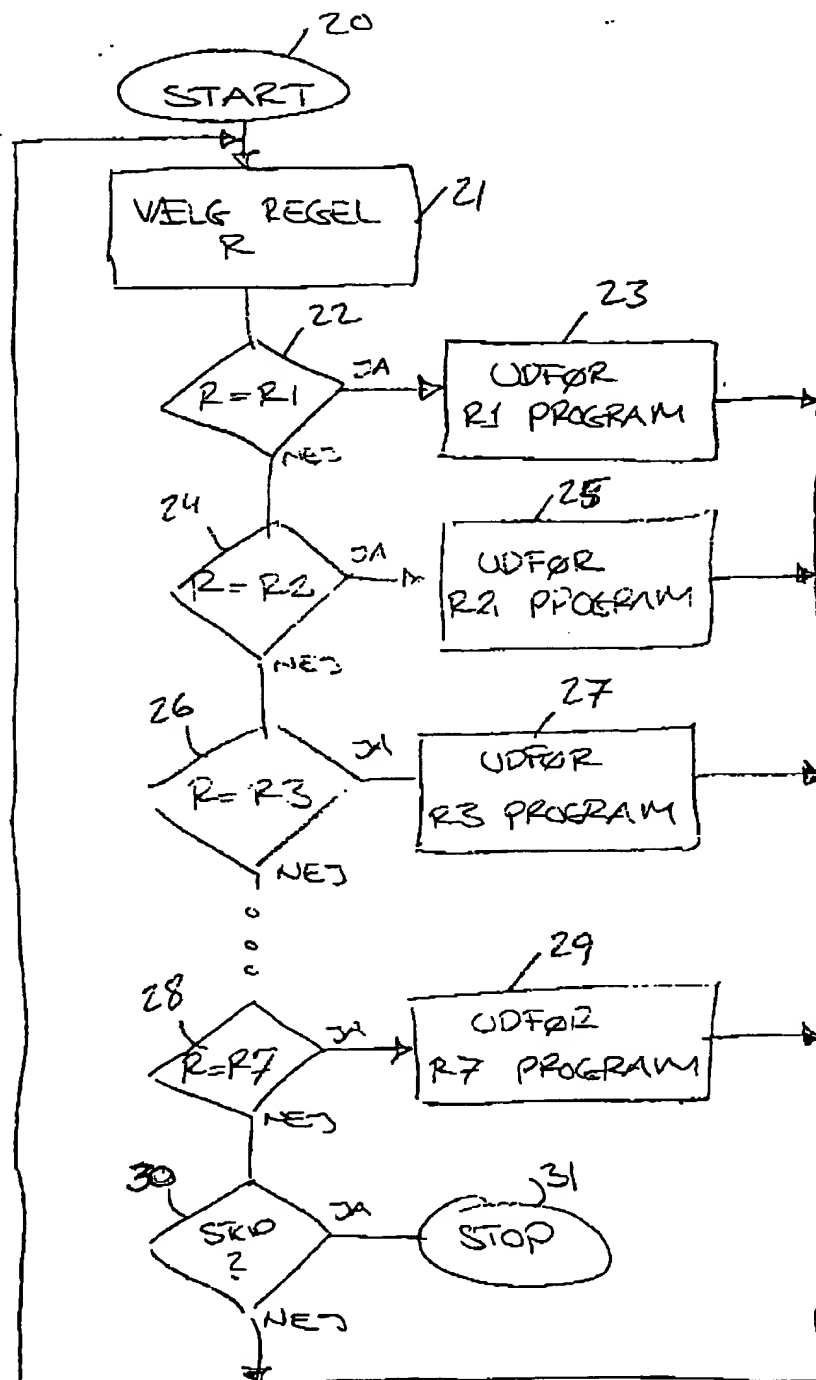 20
START
VÆLG REGEL
R
21
22
R=R1
JA
NEJ
23
UDFØR
R1 PROGRAM
24
R=R2
JA
NEJ
25
UDFØR
R2 PROGRAM
26
R=R3
JA
NEJ
27
UDFØR
R3 PROGRAM
28
R=R7
JA
NEJ
29
UDFØR
R7 PROGRAM
30
?
JA
NEJ
31
STOP